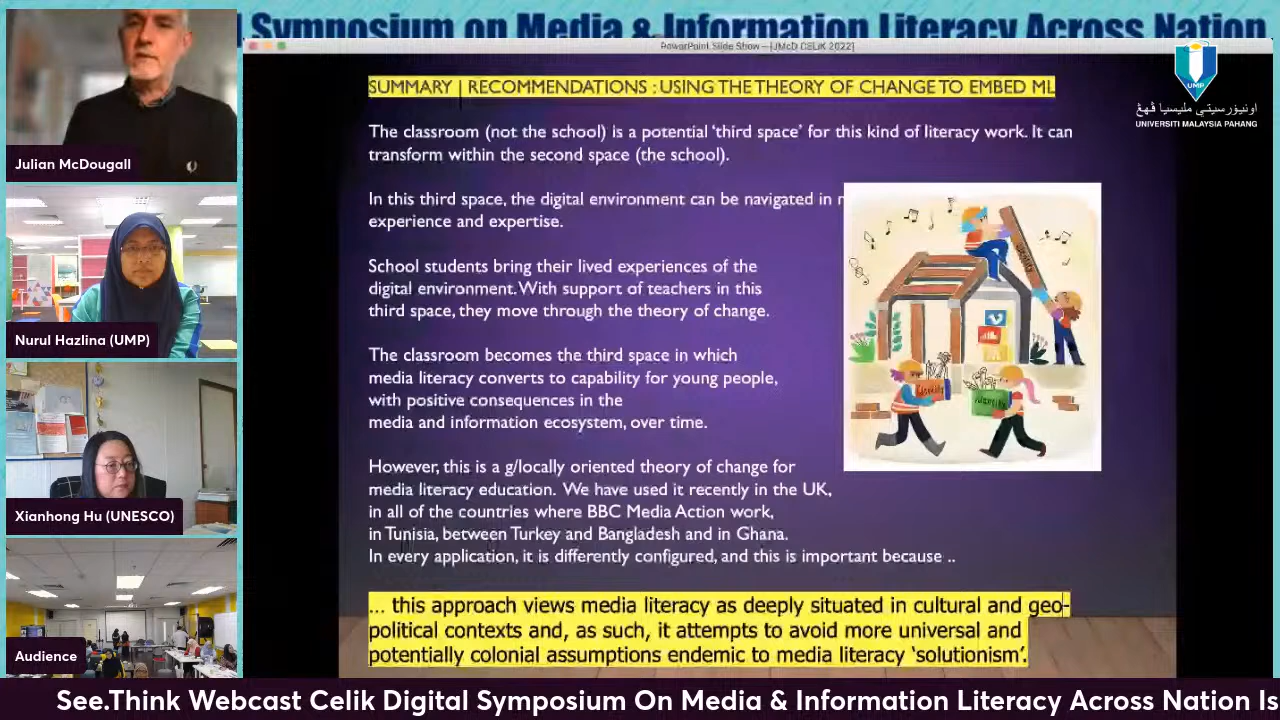 Symposium on Media & Information Literacy Across Nation
PowerPoint Slide Show - [JMcD CELIK 2022]
UMP
اونيۏرسيتي مليسيا ڤهڠ
UNIVERSITI MALAYSIA PAHANG
Julian McDougall
Nurul Hazlina (UMP)
Xianhong Hu (UNESCO)
Audience
SUMMARY | RECOMMENDATIONS : USING THE THEORY OF CHANGE TO EMBED ML
The classroom (not the school) is a potential ‘third space’ for this kind of literacy work. It can
transform within the second space (the school).
In this third space, the digital environment can be navigated in
experience and expertise.
School students bring their lived experiences of the
digital environment. With support of teachers in this
third space, they move through the theory of change.
The classroom becomes the third space in which
media literacy converts to capability for young people,
with positive consequences in the
media and information ecosystem, over time.
However, this is a g/locally oriented theory of change for
media literacy education. We have used it recently in the UK,
in all of the countries where BBC Media Action work,
in Tunisia, between Turkey and Bangladesh and in Ghana.
In every application, it is differently configured, and this is important because ..
... this approach views media literacy as deeply situated in cultural and geo-
political contexts and, as such, it attempts to avoid more universal and
potentially colonial assumptions endemic to media literacy ‘solutionism’.
See.Think Webcast Celik Digital Symposium On Media & Information Literacy Across Nation Is